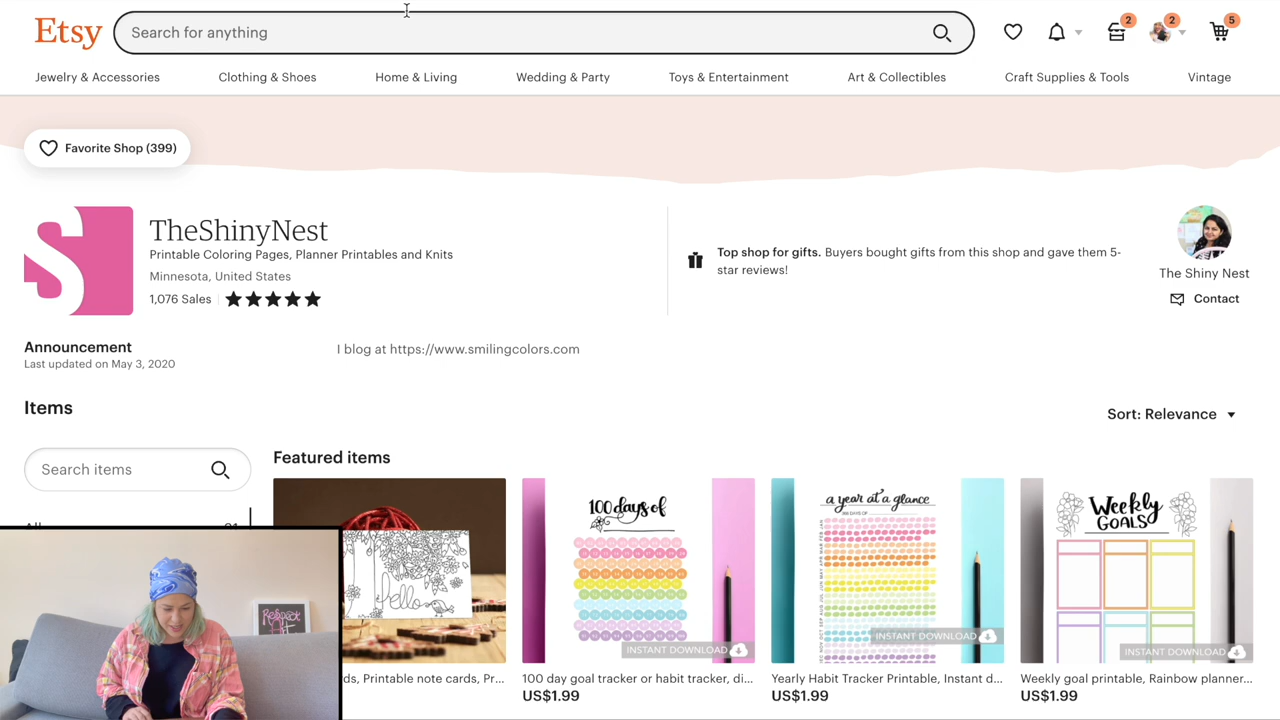 Etsy
Search for anything
2
2
5
Jewelry & Accessories
Clothing & Shoes
Home & Living
Wedding & Party
Toys & Entertainment
Art & Collectibles
Craft Supplies & Tools
Vintage
Favorite Shop (399)
S
TheShinyNest
Printable Coloring Pages, Planner Printables and Knits
Minnesota, United States
1,076 Sales
Top shop for gifts. Buyers bought gifts from this shop and gave them 5-
star reviews!
The Shiny Nest
Contact
Announcement
Last updated on May 3, 2020
I blog at https://www.smilingcolors.com
Items
Sort: Relevance
Search items
Featured items
hello
100 days of
INSTANT DOWNLOAD
a year at a glance
INSTANT DOWNLOAD
Weekly
GOALS
INSTANT DOWNLOAD
ds, Printable note cards, Pr...
100 day goal tracker or habit tracker, di...
US$1.99
Yearly Habit Tracker Printable, Instant d...
US$1.99
Weekly goal printable, Rainbow planner...
US$1.99